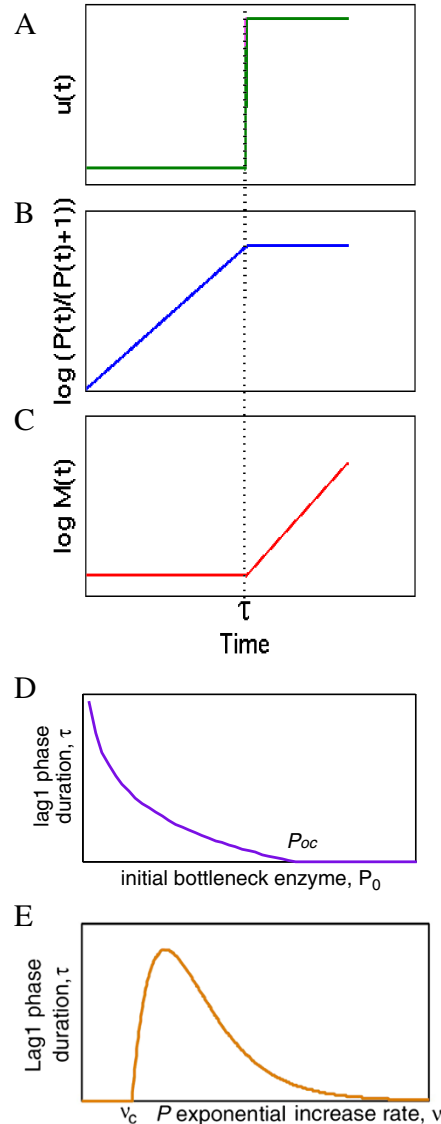 A
u(t)
B
log (P(t)/(P(t)+1))
C
log M(t)
τ
Time
D
lag1 phase
duration, τ
Poc
initial bottleneck enzyme, P0
E
Lag1 phase
duration,τ
νc
P exponential increase rate, ν